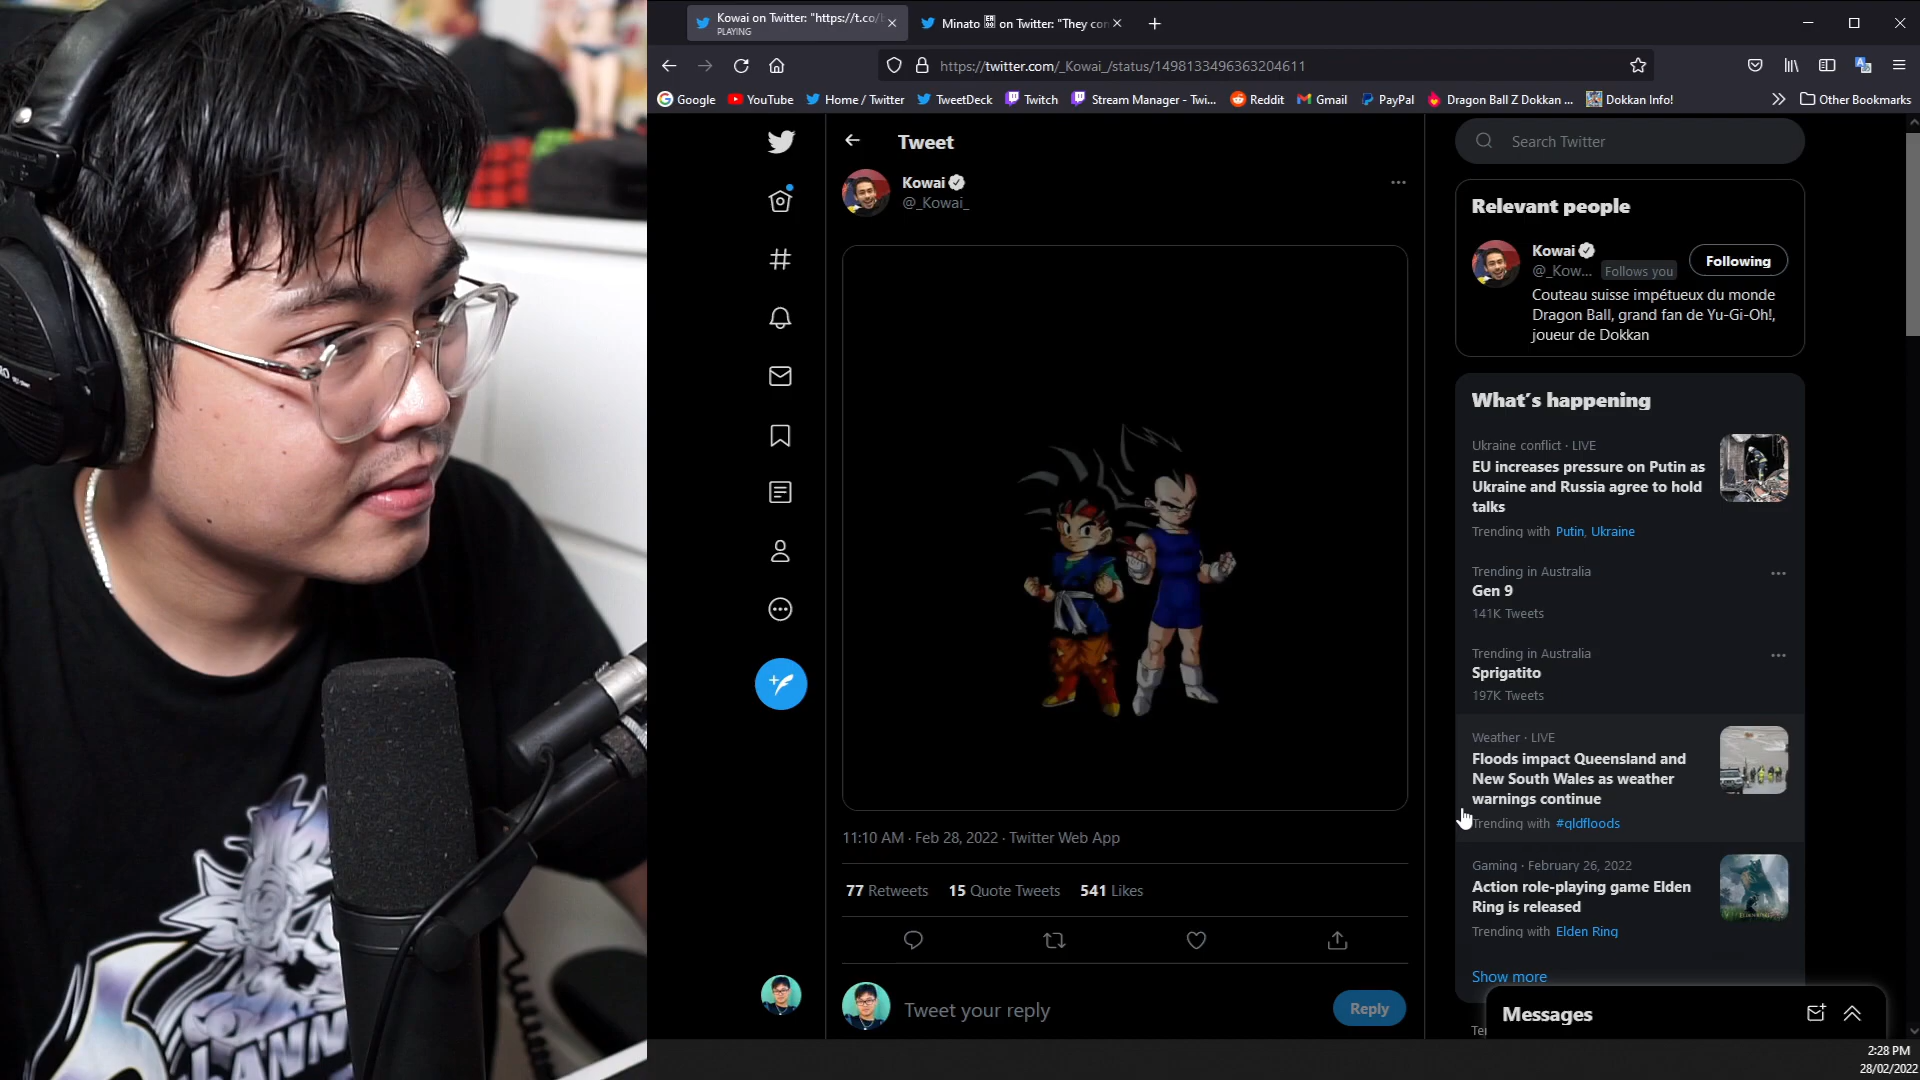 Kowai on Twitter: "https://t.co/
PLAYING
on Twitter: "They con
https://twitter.com/_Kowai_/status/1498133496363204611
Google YouTube Home / Twitter TweetDeck Twitch Stream Manager - Twi... Reddit Gmail PayPal Dragon Ball Z Dokkan ... Dokkan Info! Other Bookmarks
Tweet
Kowai
@_Kowai_
11:10 AM · Feb 28, 2022 · Twitter Web App
77 Retweets 15 Quote Tweets 541 Likes
Tweet your reply
Reply
Search Twitter
Relevant people
Kowai
@_Kow... Follows you
Following
Couteau suisse impétueux du monde
Dragon Ball, grand fan de Yu-Gi-Oh!,
joueur de Dokkan
What's happening
Ukraine conflict · LIVE
EU increases pressure on Putin as
Ukraine and Russia agree to hold
talks
Trending with Putin, Ukraine
Trending in Australia
Gen 9
141K Tweets
Trending in Australia
Sprigatito
197K Tweets
Weather · LIVE
Floods impact Queensland and
New South Wales as weather
warnings continue
Trending with #qldfloods
Gaming · February 26, 2022
Action role-playing game Elden
Ring is released
Trending with Elden Ring
Show more
Messages
2:28 PM
28/02/2022